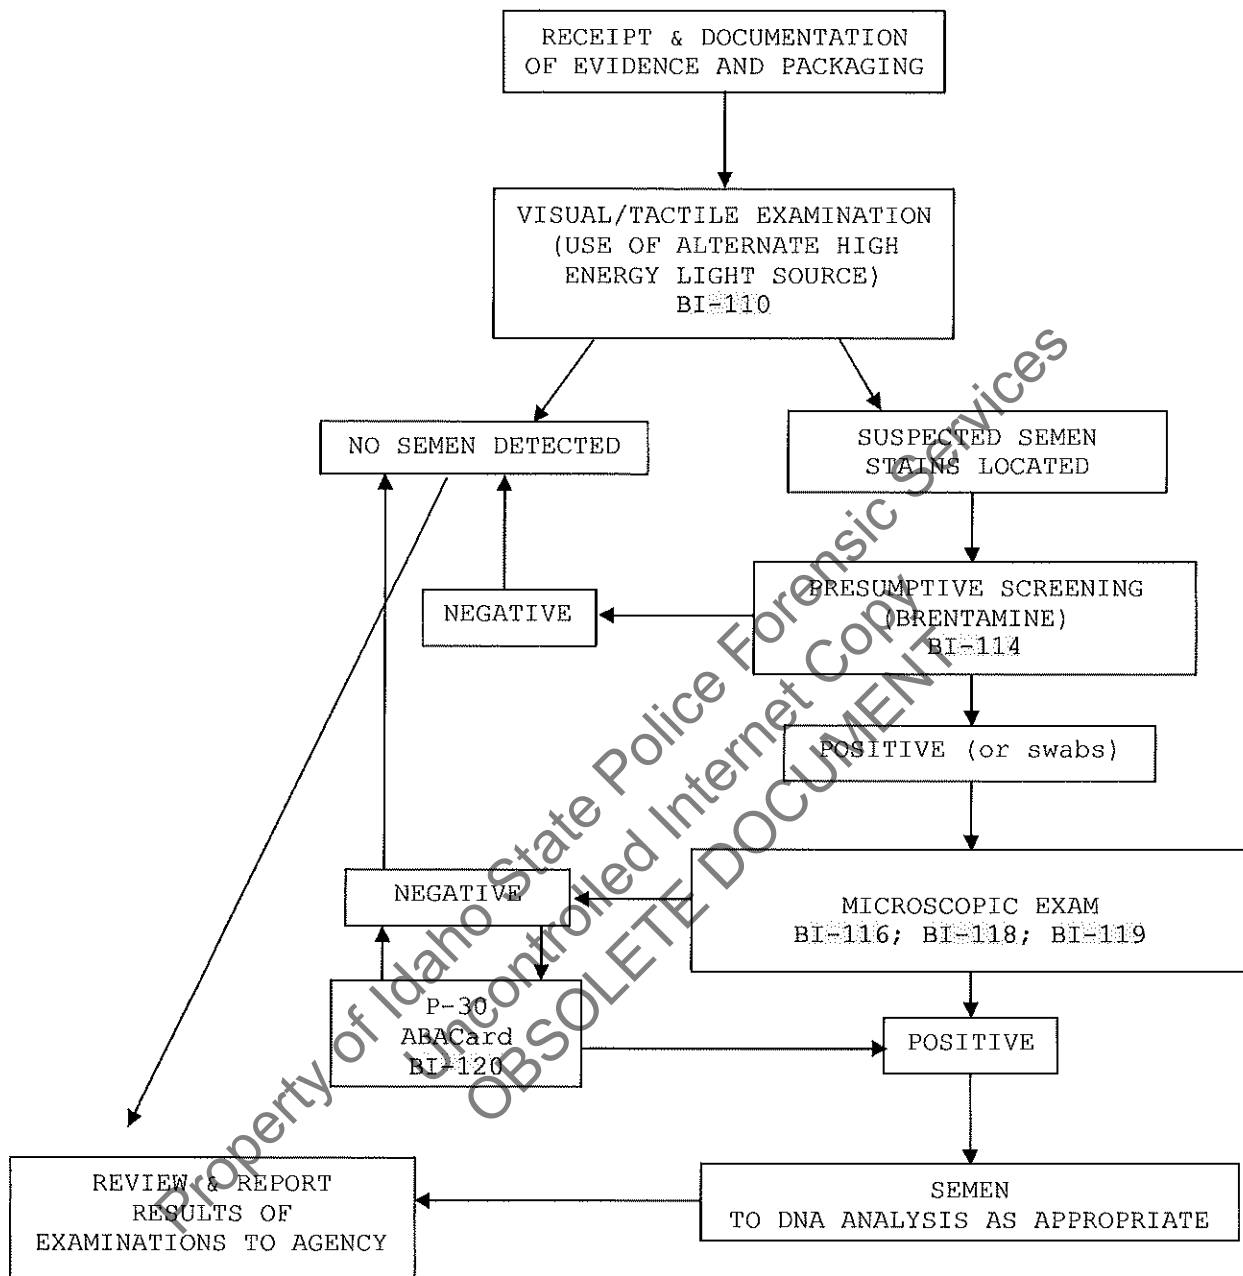 RECEIPT & DOCUMENTATION
OF EVIDENCE AND PACKAGING
VISUAL/TACTILE EXAMINATION
(USE OF ALTERNATE HIGH
ENERGY LIGHT SOURCE)
BI-110
NO SEMEN DETECTED
SUSPECTED SEMEN
STAINS LOCATED
NEGATIVE
PRESUMPTIVE SCREENING
(BRENTAMINE)
BI-114
POSITIVE (or swabs)
NEGATIVE
MICROSCOPIC EXAM
BI-116; BI-118; BI-119
P-30
ABACard
BI-120
POSITIVE
REVIEW & REPORT
RESULTS OF
EXAMINATIONS TO AGENCY
SEMEN
TO DNA ANALYSIS AS APPROPRIATE
Property of Idaho State Police Forensic Services
Uncontrolled Internet Copy
OBSOLETE DOCUMENT